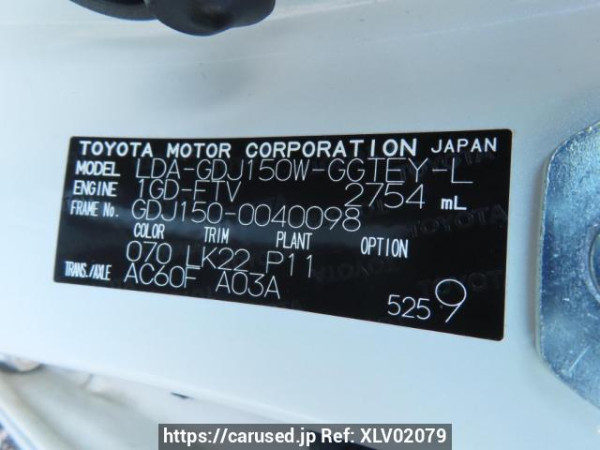 TOYOTA MOTOR CORPORATION JAPAN
MODEL LDA-GDJ150W-GGTEY-L
ENGINE 1GD-FTV 2754 mL
FRAME No. GDJ150-0040098
COLOR TRIM PLANT OPTION
070 LK22 P11
TRANS./AXLE AC60F A03A
5259
https://carused.jp Ref: XLV02079